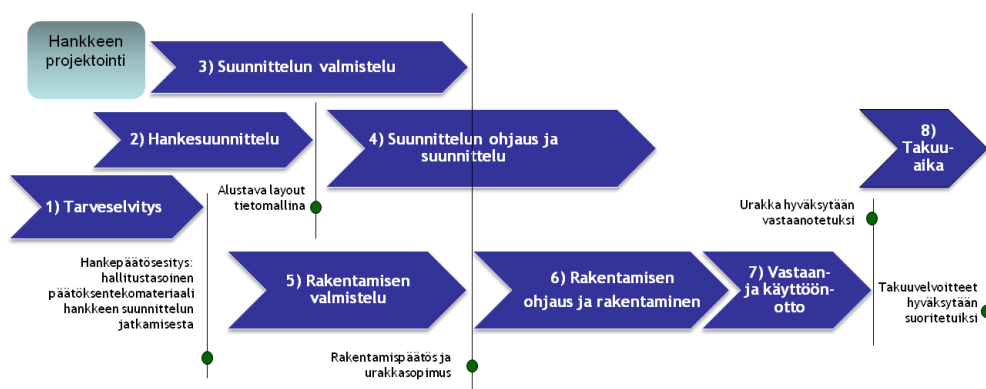 Hankkeen
projektointi
3) Suunnittelun valmistelu
2) Hankesuunnittelu
4) Suunnittelun ohjaus ja
suunnittelu
8)
Takuu-
aika
1) Tarveselvitys
Alustava layout
tietomallina
Urakka hyväksytään
vastaanotetuksi
Hankepäätösesitys:
hallitustasoinen
päätöksentekomateriaali
hankkeen suunnittelun
jatkamisesta
5) Rakentamisen
valmistelu
6) Rakentamisen
ohjaus ja rakentaminen
7) Vastaan-
ja käyttöön-
otto
Takuuvelvoitteet
hyväksytään
suoritetuiksi
Rakentamispäätös ja
urakkasopimus